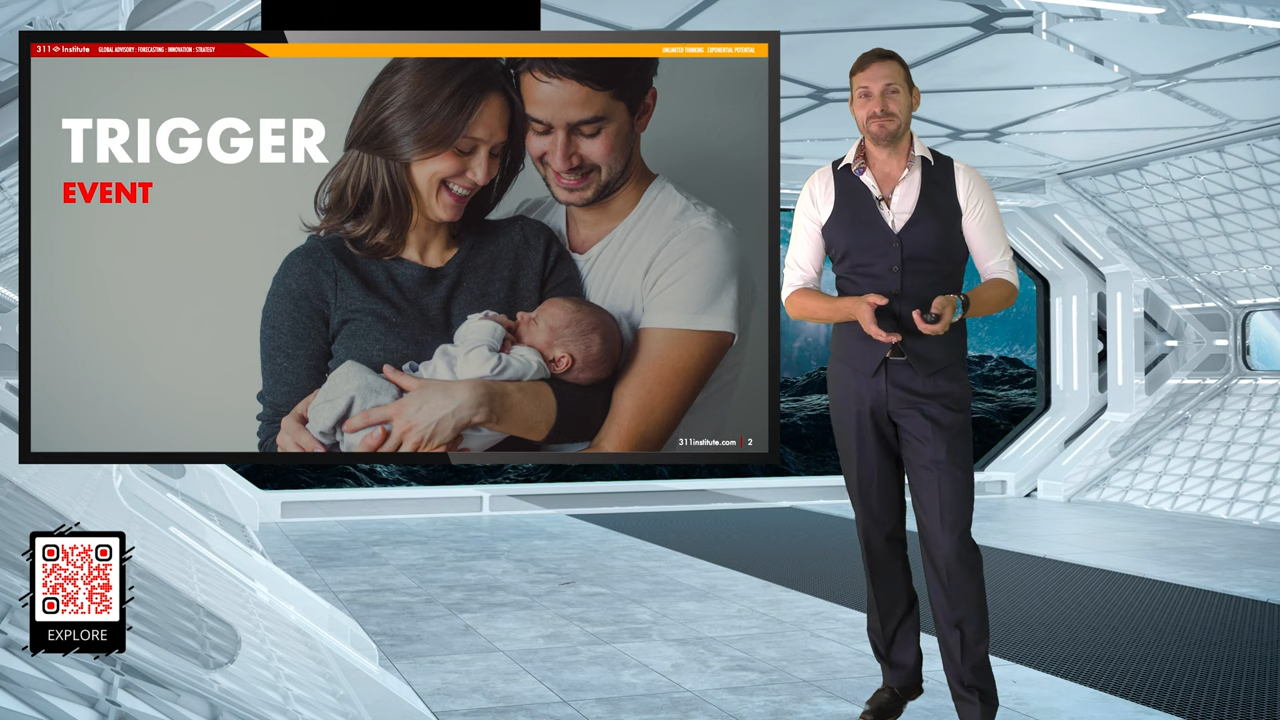 311 Institute GLOBAL ADVISORY : FORECASTING : INNOVATION : STRATEGY
UNLIMITED THINKING . EXPONENTIAL POTENTIAL
TRIGGER
EVENT
311institute.com | 2
EXPLORE